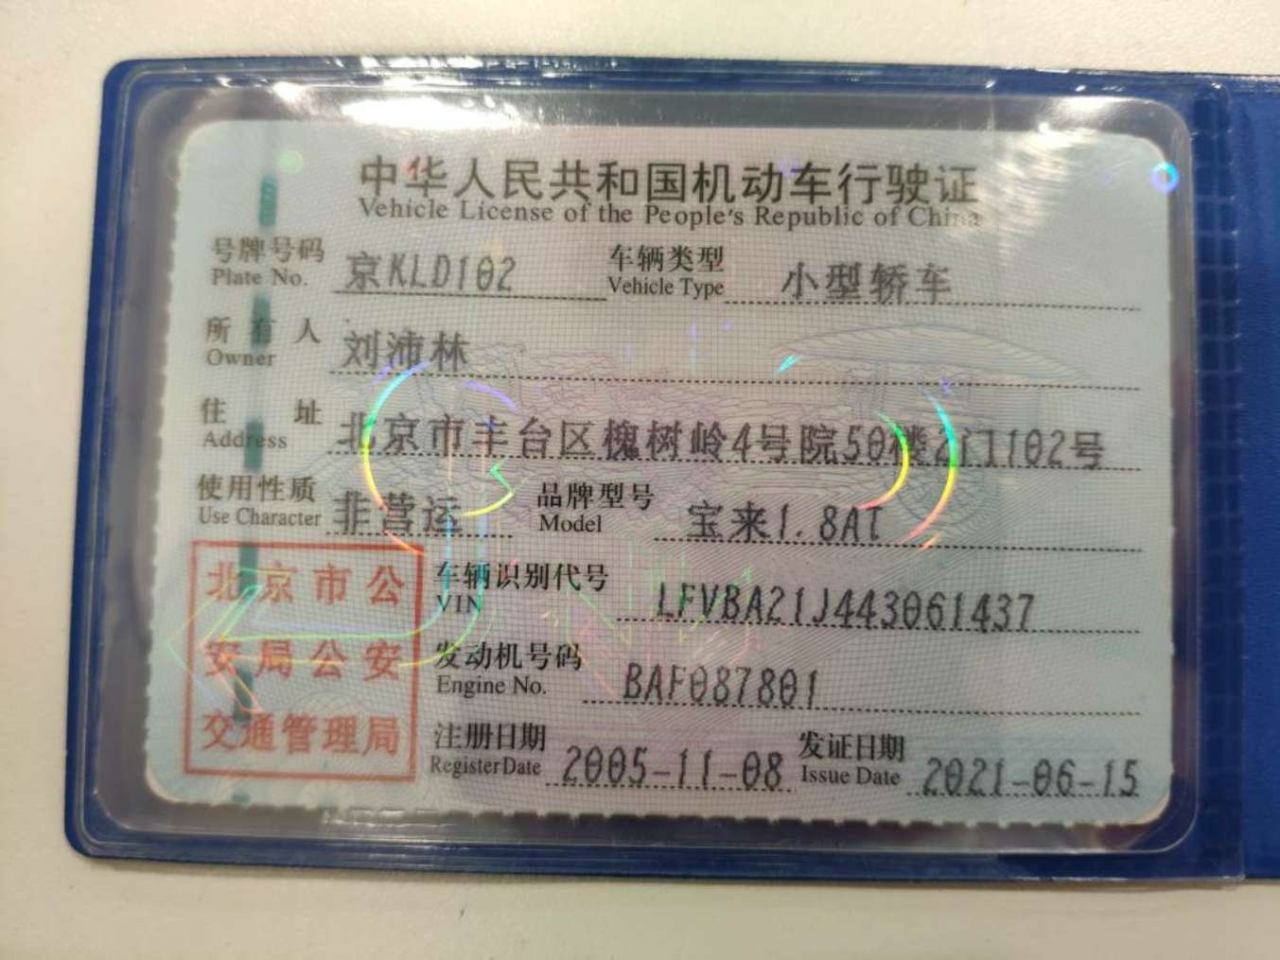 中华人民共和国机动车行驶证
Vehicle License of the People's Republic of China
号牌号码 京KLD102 车辆类型 小型轿车
Plate No. Vehicle Type
所有人 刘沛林
Owner
住址 北京市丰台区槐树岭4号院50楼2门1102号
Address
使用性质 非营运 品牌型号 宝来1.8AT
Use Character Model
北京市公
安局公安
交通管理局
车辆识别代号 LFVBA21J443061437
VIN
发动机号码 BAF087801
Engine No.
注册日期 2005-11-08 发证日期 2021-06-15
Register Date Issue Date